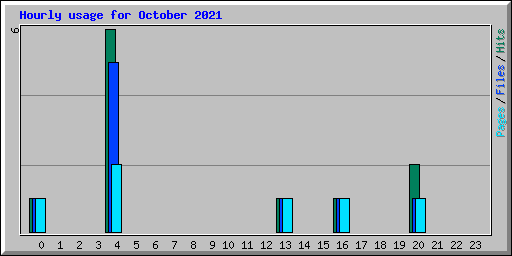 Hourly usage for October 2021
6
Pages/Files/Hits
0 1 2 3 4 5 6 7 8 9 10 11 12 13 14 15 16 17 18 19 20 21 22 23